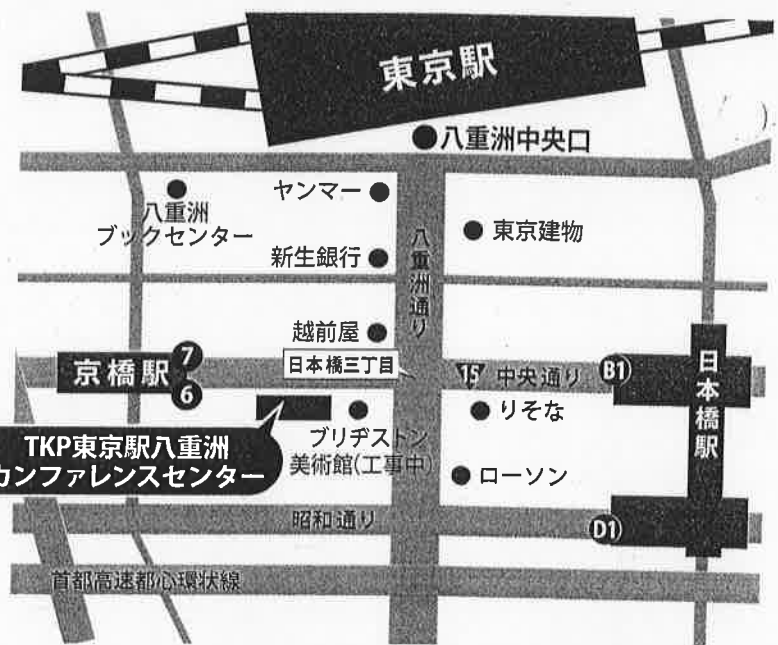 東京駅
八重洲中央口
八重洲
ブックセンター
ヤンマー
新生銀行
八重洲通り
東京建物
越前屋
日本橋三丁目
京橋駅
7
6
15
中央通り
B1
日本橋駅
TKP東京駅八重洲
カンファレンスセンター
ブリヂストン
美術館(工事中)
りそな
ローソン
昭和通り
D1
首都高速都心環状線